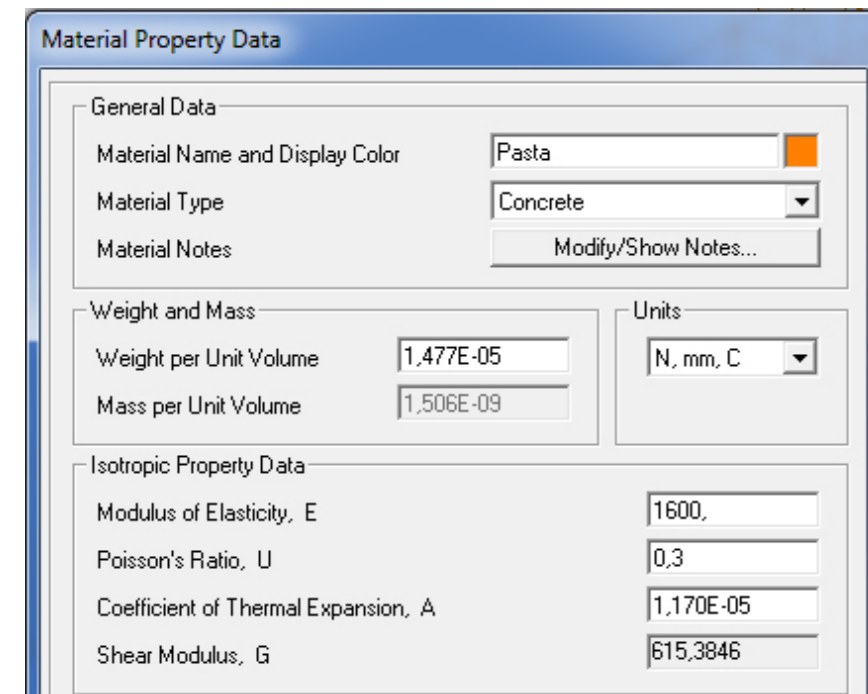 Material Property Data
General Data
Material Name and Display Color Pasta
Material Type Concrete
Material Notes Modify/Show Notes...
Weight and Mass Units
Weight per Unit Volume 1,477E-05 N, mm, C
Mass per Unit Volume 1,506E-09
Isotropic Property Data
Modulus of Elasticity, E 1600,
Poisson's Ratio, U 0,3
Coefficient of Thermal Expansion, A 1,170E-05
Shear Modulus, G 615,3846